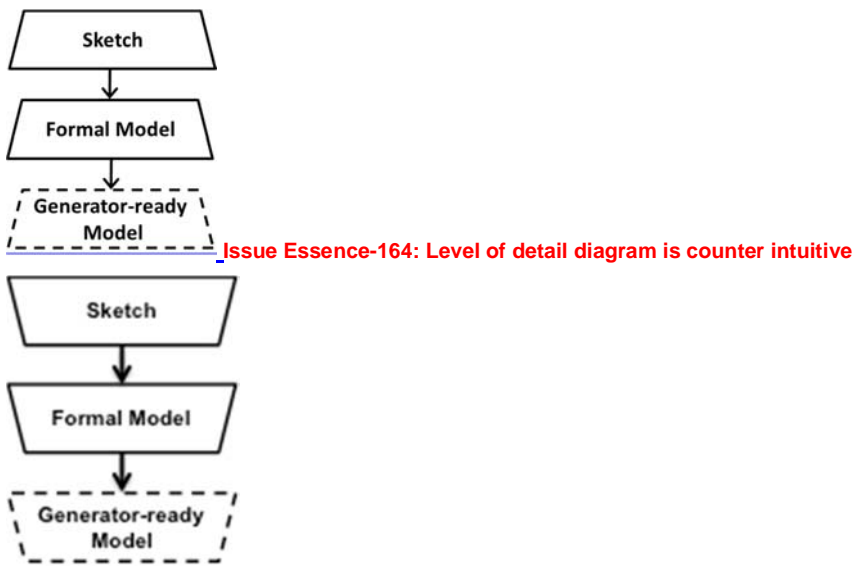 Sketch
Formal Model
Generator-ready
Model
Issue Essence-164: Level of detail diagram is counter intuitive
Sketch
Formal Model
Generator-ready
Model